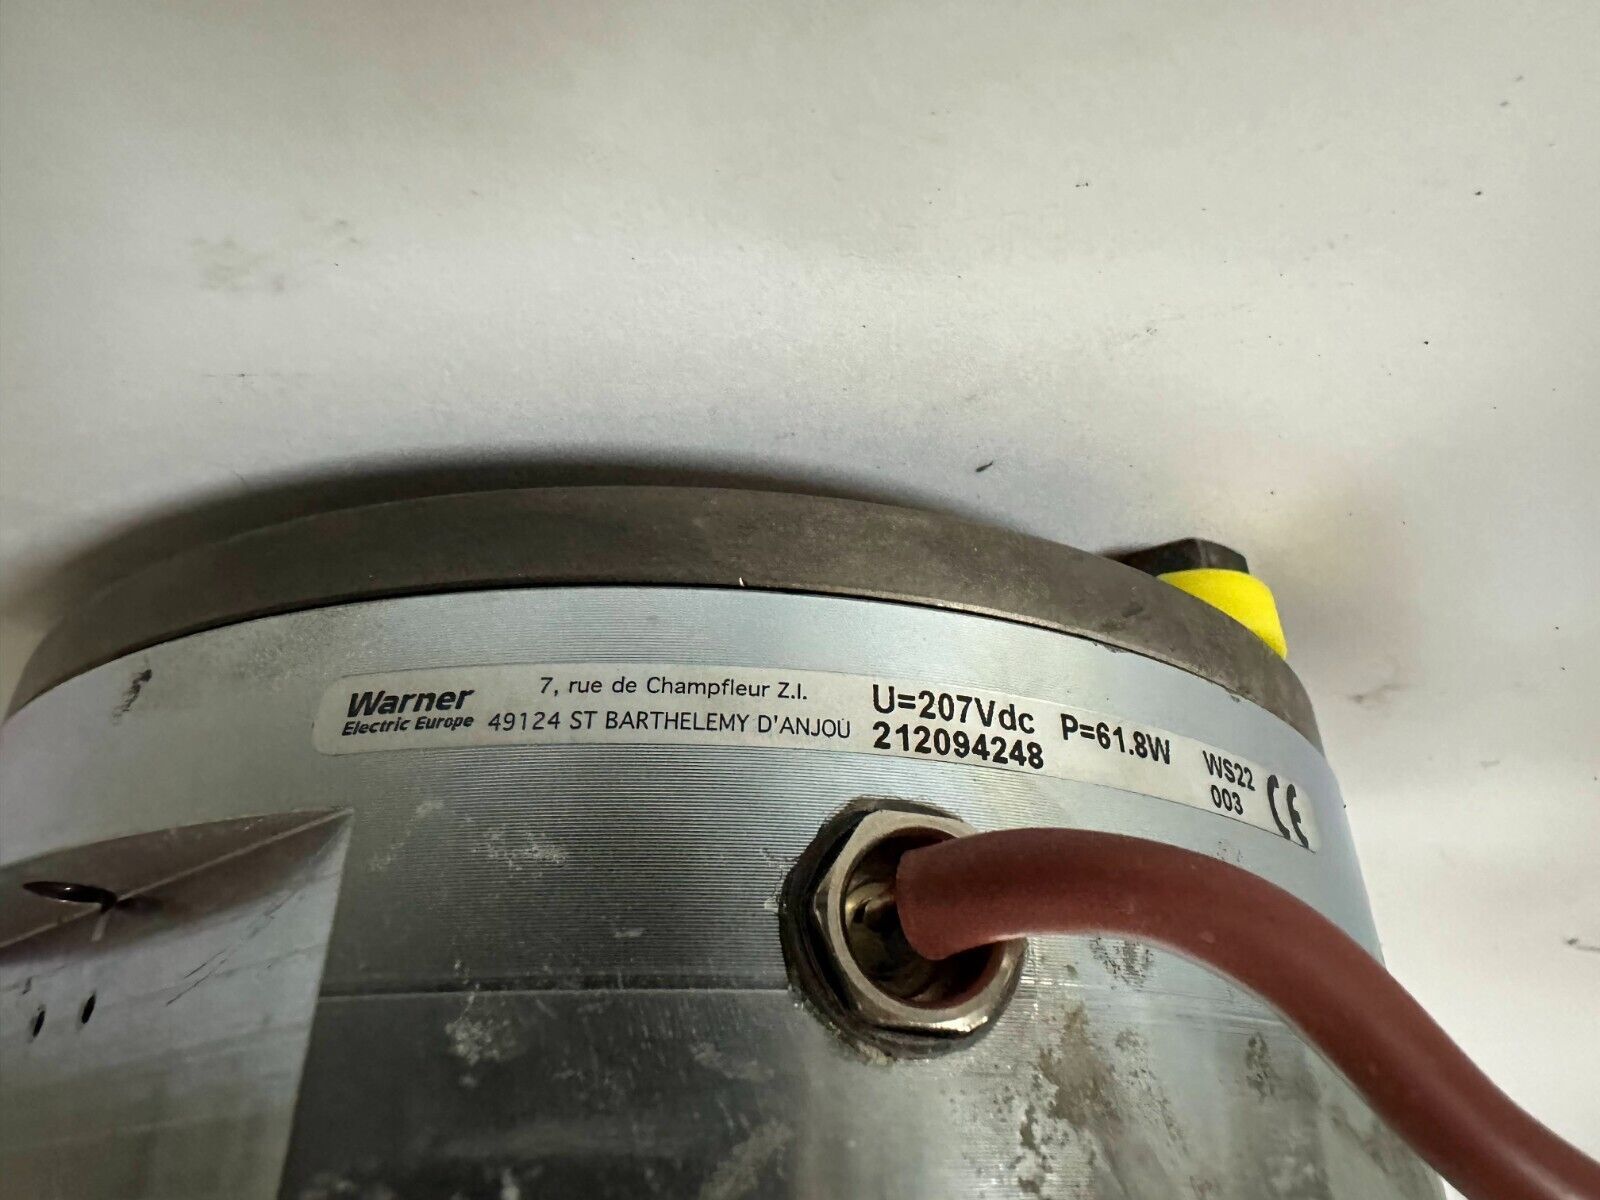 Warner
Electric Europe
7, rue de Champfleur Z.I.
49124 ST BARTHELEMY D'ANJOU
U=207Vdc P=61.8W
212094248
WS22
003
CE